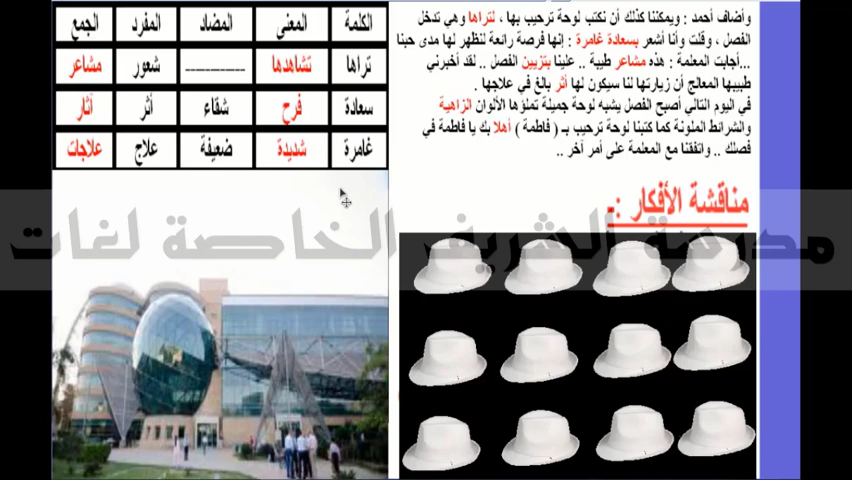 وأضاف أحمد : ويمكننا كذلك أن نكتب لوحة ترحيب بها ، لتراها وهي تدخل
الفصل ، وقلت وأنا أشعر بسعادة غامرة : إنها فرصة رائعة لنظهر لها مدى حبنا
...أجابت المعلمة : هذه مشاعر طيبة .. علينا بتزيين الفصل .. لقد أخبرني
طبيبها المعالج أن زيارتها لنا سيكون لها أثر بالغ في علاجها .
في اليوم التالي أصبح الفصل يشبه لوحة جميلة تملؤها الألوان الزاهية
والشرائط الملونة كما كتبنا لوحة ترحيب بـ ( فاطمة ) أهلا بك يا فاطمة في
فصلك .. واتفقنا مع المعلمة على أمر آخر ..
مناقشة الأفكار :-
الكلمة المعنى المضاد المفرد الجمع
تراها تشاهدها ــــــــــ شعور مشاعر
سعادة فرح شقاء أثر آثار
غامرة شديدة ضعيفة علاج علاجات
مدرسة الشريف الخاصة لغات